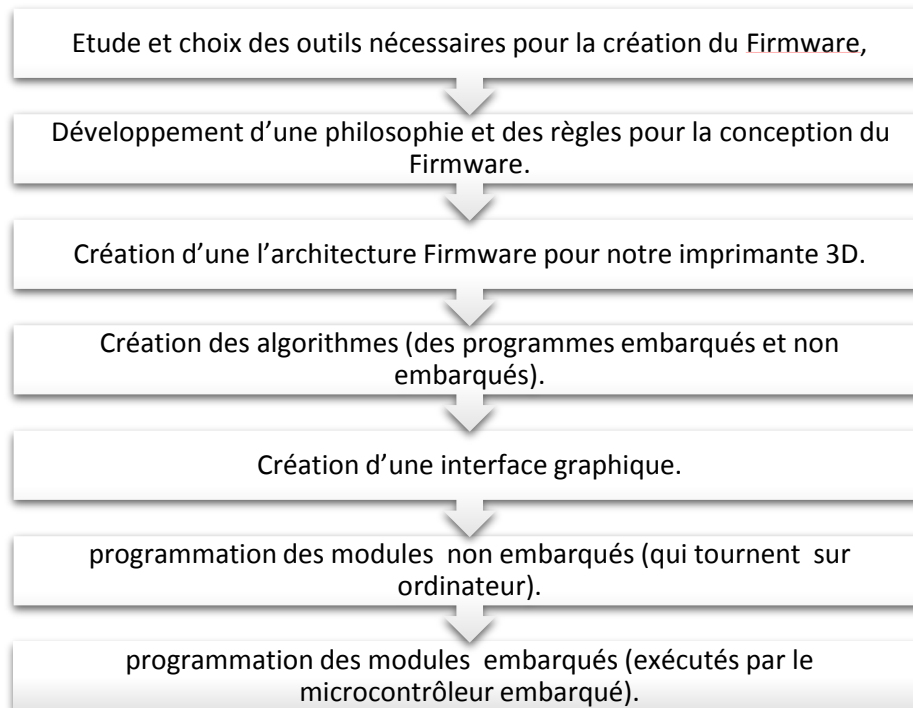 Etude et choix des outils nécessaires pour la création du Firmware,
Développement d'une philosophie et des règles pour la conception du
Firmware.
Création d'une l'architecture Firmware pour notre imprimante 3D.
Création des algorithmes (des programmes embarqués et non
embarqués).
Création d'une interface graphique.
programmation des modules  non embarqués (qui tournent  sur
ordinateur).
programmation des modules  embarqués (exécutés par le
microcontrôleur embarqué).